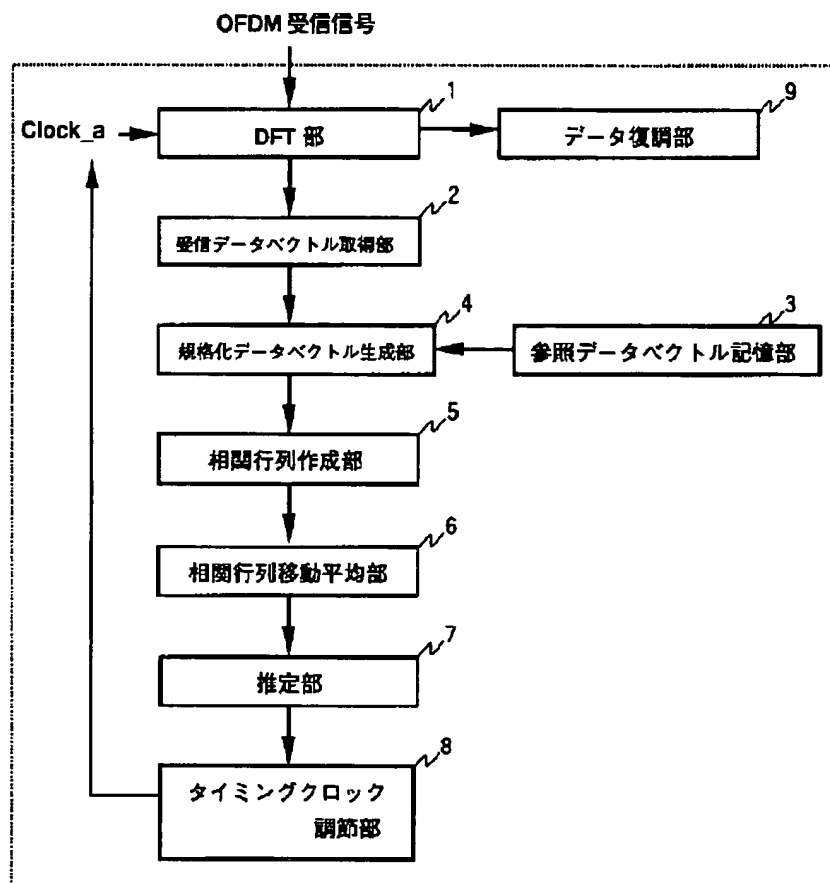 OFDM 受信信号
1
9
Clock_a
DFT 部
データ復調部
2
受信データベクトル取得部
4
3
規格化データベクトル生成部
参照データベクトル記憶部
5
相関行列作成部
6
相関行列移動平均部
7
推定部
8
タイミングクロック
調節部